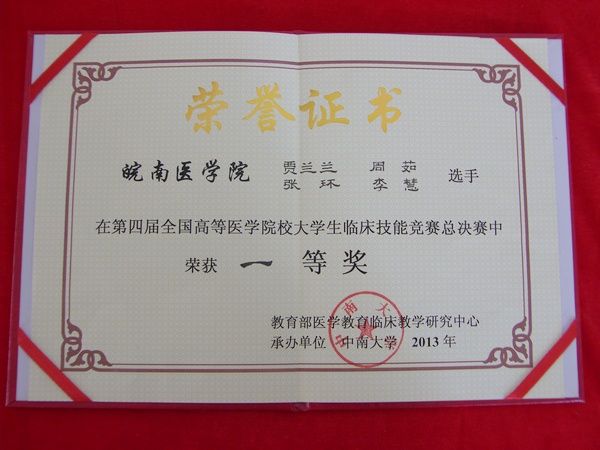 荣誉证书
皖南医学院 贾兰兰 周茹 选手
张环 李慧
在第四届全国高等医学院校大学生临床技能竞赛总决赛中
荣获 一等奖
教育部医学教育临床教学研究中心
承办单位 中南大学 2013年
中南大学